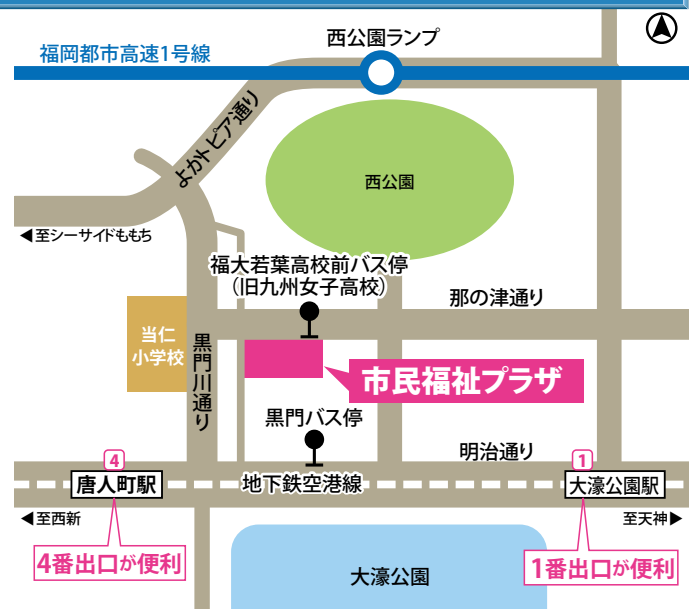 西公園ランプ
福岡都市高速1号線
よかトピア通り
西公園
◀至シーサイドももち
福大若葉高校前バス停
(旧九州女子高校)
那の津通り
当仁
小学校
黒門川通り
市民福祉プラザ
黒門バス停
明治通り
4
1
唐人町駅
地下鉄空港線
大濠公園駅
◀至西新
至天神▶
4番出口が便利
1番出口が便利
大濠公園